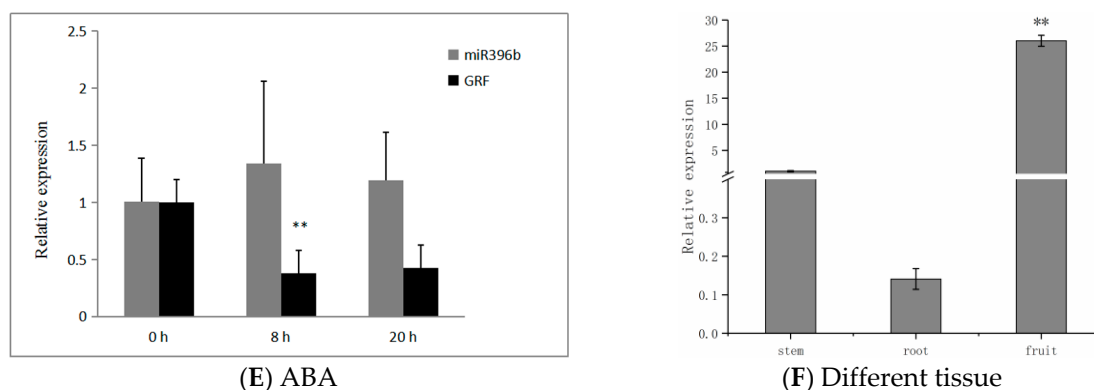 2.5
2
1.5
1
0.5
0
Relative expression
miR396b
GRF
**
0 h
8 h
20 h
(E) ABA
30
25
20
15
10
5
0.3
0.2
0.1
0.0
Relative expression
**
stem
root
fruit
(F) Different tissue